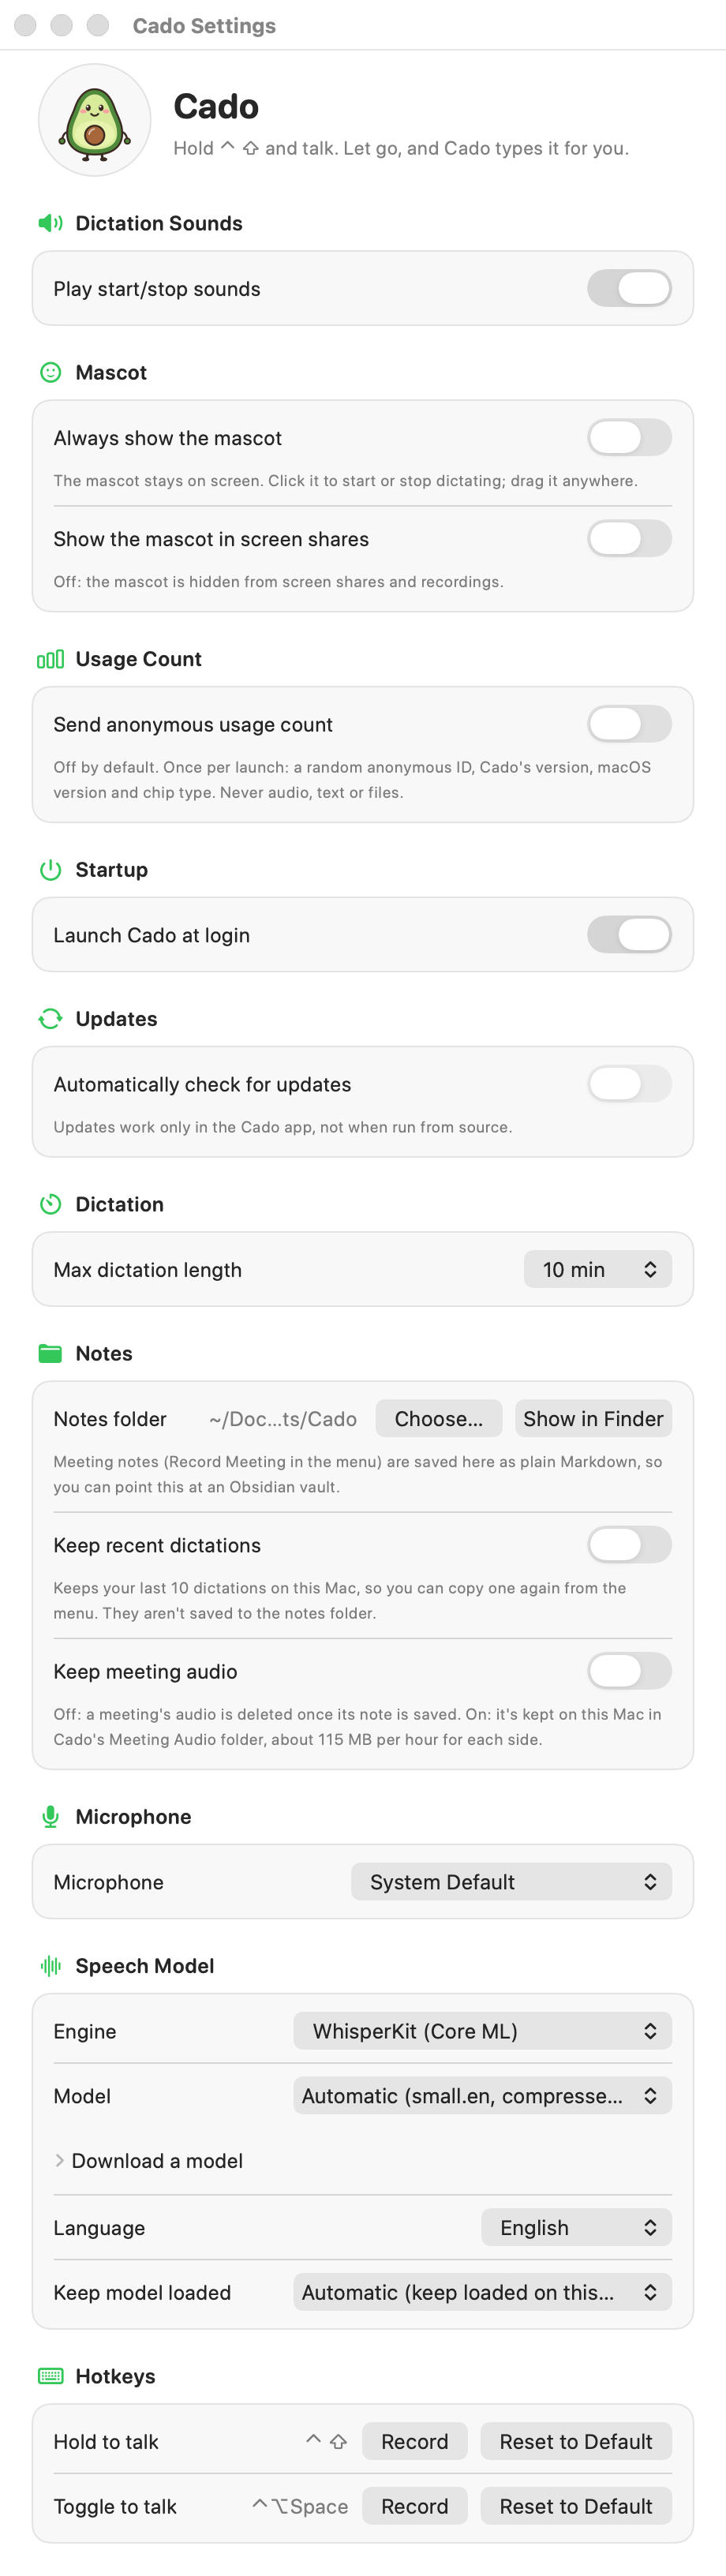 Cado Settings
Cado
Hold ⌃ ⇧ and talk. Let go, and Cado types it for you.
Dictation Sounds
Play start/stop sounds
Mascot
Always show the mascot
The mascot stays on screen. Click it to start or stop dictating; drag it anywhere.
Show the mascot in screen shares
Off: the mascot is hidden from screen shares and recordings.
Usage Count
Send anonymous usage count
Off by default. Once per launch: a random anonymous ID, Cado's version, macOS
version and chip type. Never audio, text or files.
Startup
Launch Cado at login
Updates
Automatically check for updates
Updates work only in the Cado app, not when run from source.
Dictation
Max dictation length 10 min
Notes
Notes folder ~/Doc...ts/Cado Choose... Show in Finder
Meeting notes (Record Meeting in the menu) are saved here as plain Markdown, so
you can point this at an Obsidian vault.
Keep recent dictations
Keeps your last 10 dictations on this Mac, so you can copy one again from the
menu. They aren't saved to the notes folder.
Keep meeting audio
Off: a meeting's audio is deleted once its note is saved. On: it's kept on this Mac in
Cado's Meeting Audio folder, about 115 MB per hour for each side.
Microphone
Microphone System Default
Speech Model
Engine WhisperKit (Core ML)
Model Automatic (small.en, compresse...
Download a model
Language English
Keep model loaded Automatic (keep loaded on this...
Hotkeys
Hold to talk ⌃ ⇧ Record Reset to Default
Toggle to talk ⌃⌥Space Record Reset to Default